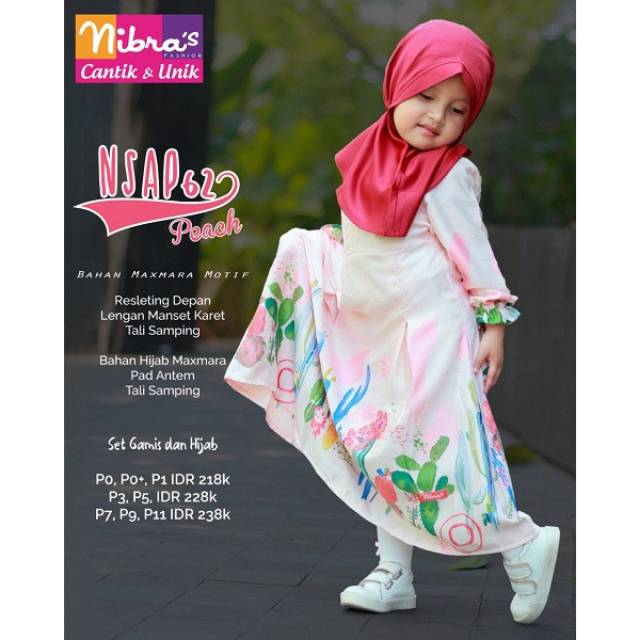 nibra's
FASHION
Cantik & Unik
NSAP62
Peach
BAHAN MAXMARA MOTIF
Resleting Depan
Lengan Manset Karet
Tali Samping
Bahan Hijab Maxmara
Pad Antem
Tali Samping
Set Gamis dan Hijab
P0, P0+, P1 IDR 218k
P3, P5, IDR 228k
P7, P9, P11 IDR 238k
nibra's